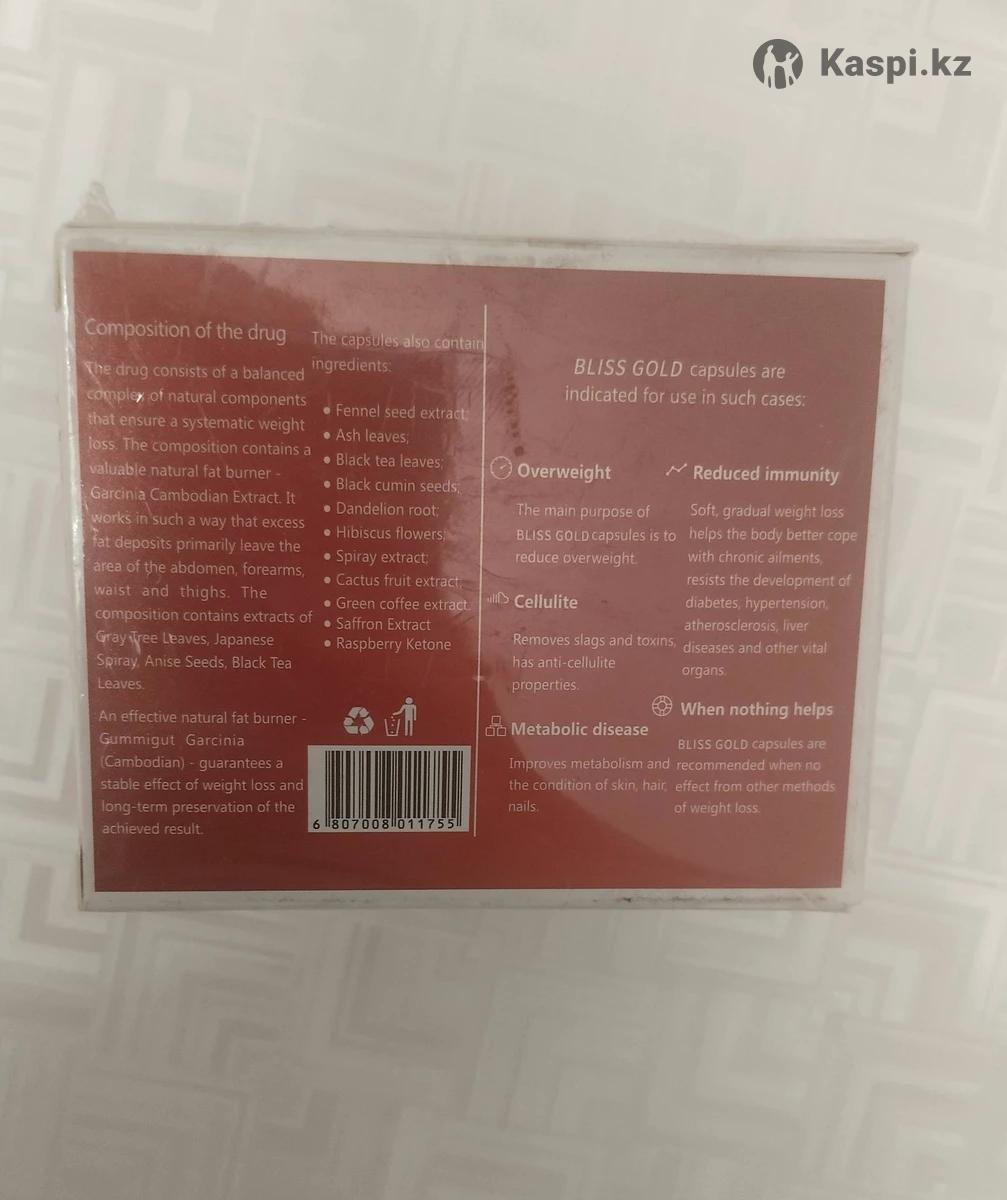 Kaspi.kz
Composition of the drug
The drug consists of a balanced
complex of natural components
that ensure a systematic weight
loss. The composition contains a
valuable natural fat burner -
Garcinia Cambodian Extract. It
works in such a way that excess
fat deposits primarily leave the
area of the abdomen, forearms,
waist and thighs. The
composition contains extracts of
Gray Tree Leaves, Japanese
Spiray, Anise Seeds, Black Tea
Leaves.
An effective natural fat burner -
Gummigut Garcinia
(Cambodian) - guarantees a
stable effect of weight loss and
long-term preservation of the
achieved result.
The capsules also contain
ingredients:
• Fennel seed extract;
• Ash leaves;
• Black tea leaves;
• Black cumin seeds;
• Dandelion root;
• Hibiscus flowers;
• Spiray extract;
• Cactus fruit extract;
• Green coffee extract.
• Saffron Extract
• Raspberry Ketone
6 807008 011755
BLISS GOLD capsules are
indicated for use in such cases:
Overweight
The main purpose of
BLISS GOLD capsules is to
reduce overweight.
Cellulite
Removes slags and toxins,
has anti-cellulite
properties.
Metabolic disease
Improves metabolism and
the condition of skin, hair,
nails.
Reduced immunity
Soft, gradual weight loss
helps the body better cope
with chronic ailments,
resists the development of
diabetes, hypertension,
atherosclerosis, liver
diseases and other vital
organs.
When nothing helps
BLISS GOLD capsules are
recommended when no
effect from other methods
of weight loss.